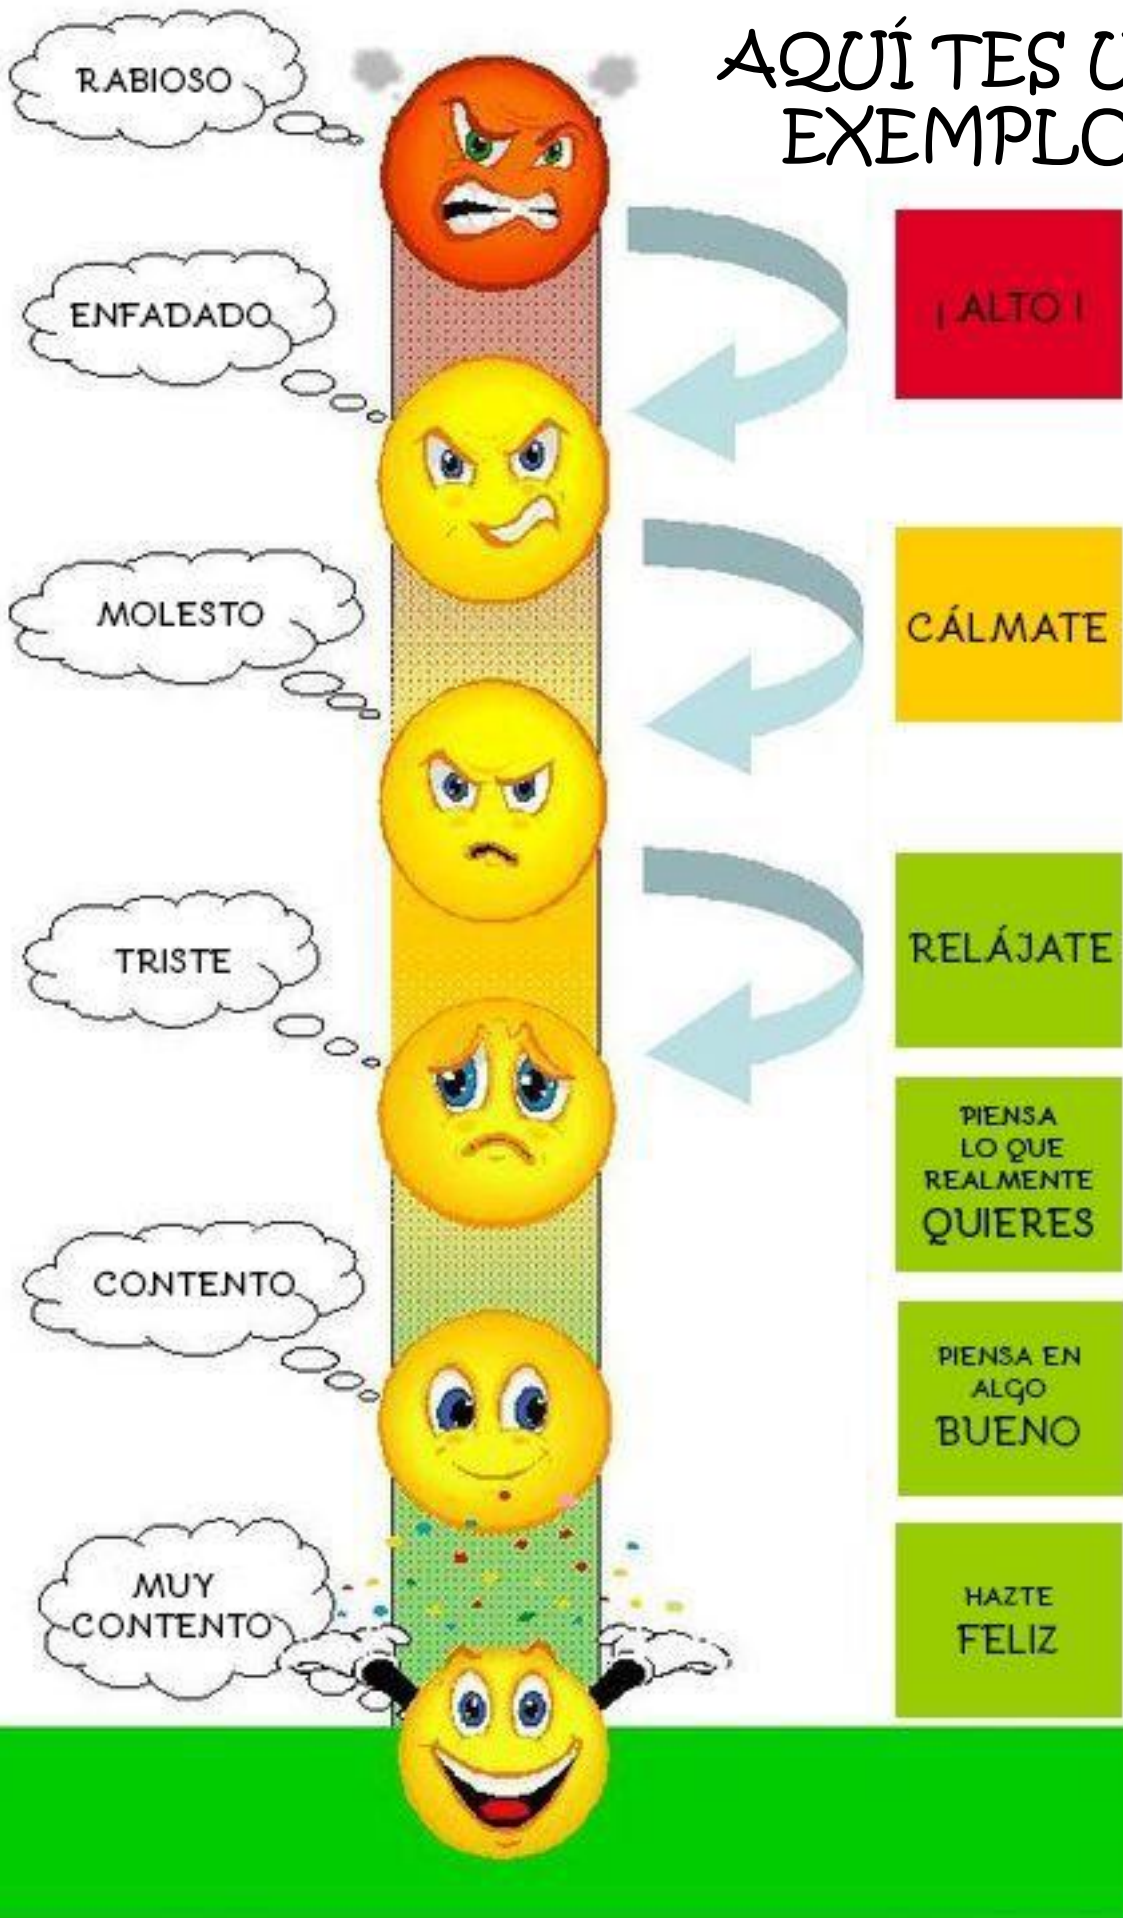 AQUÍ TES U
EXEMPLO
RABIOSO
ENFADADO
¡ ALTO !
MOLESTO
CÁLMATE
TRISTE
RELÁJATE
PIENSA
LO QUE
REALMENTE
QUIERES
CONTENTO
PIENSA EN
ALGO
BUENO
MUY
CONTENTO
HAZTE
FELIZ